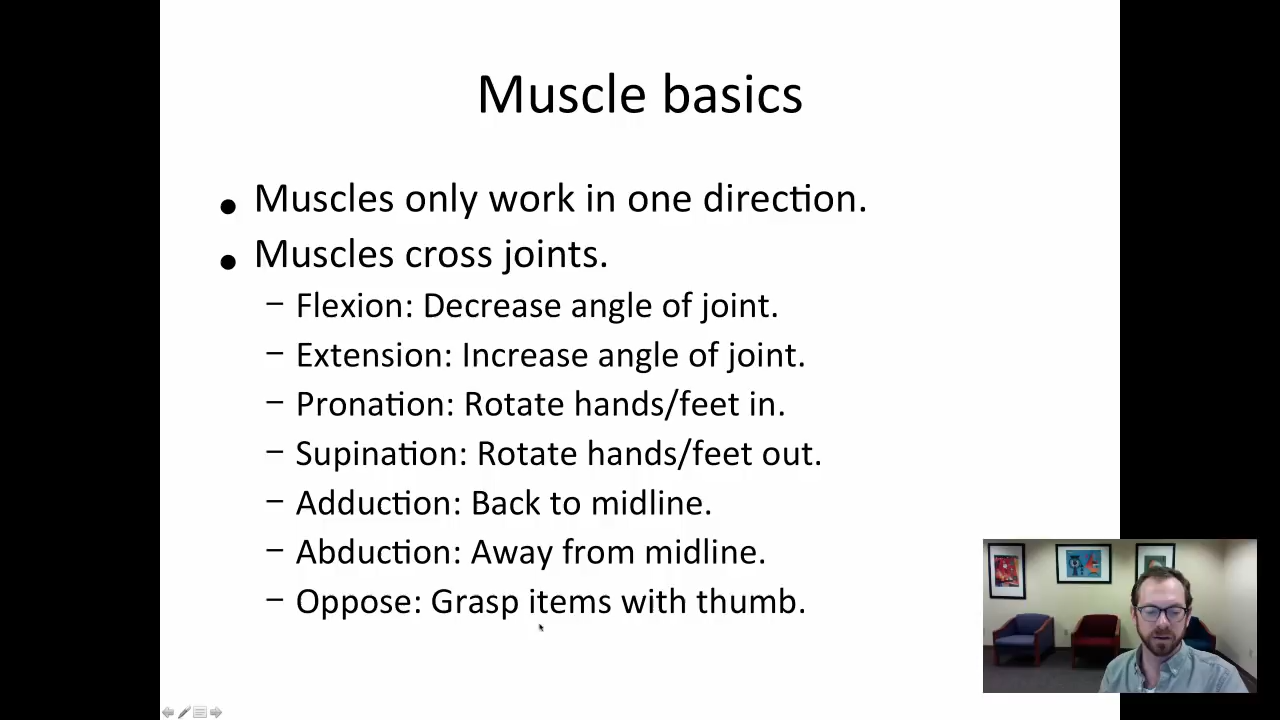 Muscle basics
• Muscles only work in one direction.
• Muscles cross joints.
– Flexion: Decrease angle of joint.
– Extension: Increase angle of joint.
– Pronation: Rotate hands/feet in.
– Supination: Rotate hands/feet out.
– Adduction: Back to midline.
– Abduction: Away from midline.
– Oppose: Grasp items with thumb.